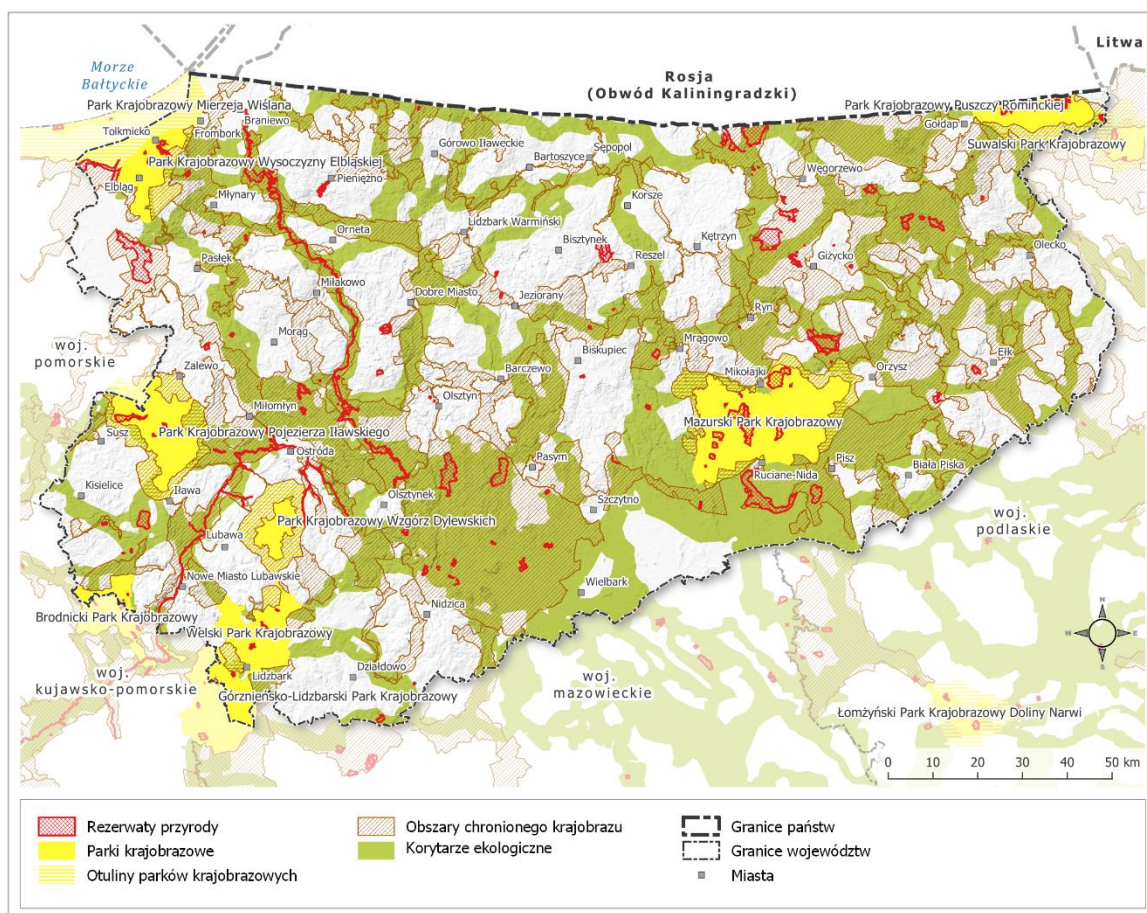 Litwa
Morze
Bałtyckie
Rosja
(Obwód Kaliningradzki)
Park Krajobrazowy Mierzeja Wiślana
Park Krajobrazowy Puszczy Rominckiej
Braniewo
Frombork
Tolkmicko
Gołdap
Suwalski Park Krajobrazowy
Górowo Iławeckie
Sępopol
Bartoszyce
Park Krajobrazowy Wysoczyzny Elbląskiej
Elbląg
Pieniężno
Węgorzewo
Młynary
Korsze
Lidzbark Warmiński
Orneta
Bisztynek
Kętrzyn
Olecko
Pasłęk
Reszel
Giżycko
Miłakowo
Dobre Miasto
Jeziorany
Ryn
Morąg
woj.
pomorskie
Mrągowo
Biskupiec
Ełk
Zalewo
Barczewo
Mikołajki
Orzysz
Olsztyn
Miłomłyn
Park Krajobrazowy Pojezierza Iławskiego
Mazurski Park Krajobrazowy
Susz
Ostróda
Pasym
Pisz
Biała Piska
Ruciane-Nida
Kisielice
Iława
Olsztynek
Szczytno
Park Krajobrazowy Wzgórz Dylewskich
woj.
podlaskie
Lubawa
Nowe Miasto Lubawskie
Wielbark
Nidzica
Brodnicki Park Krajobrazowy
Welski Park Krajobrazowy
woj.
kujawsko-pomorskie
Lidzbark
Działdowo
woj.
mazowieckie
Górznieńsko-Lidzbarski Park Krajobrazowy
Łomżyński Park Krajobrazowy Doliny Narwi
N
W
E
S
0 10 20 30 40 50 km
Rezerwaty przyrody
Parki krajobrazowe
Otuliny parków krajobrazowych
Obszary chronionego krajobrazu
Korytarze ekologiczne
Granice państw
Granice województw
Miasta